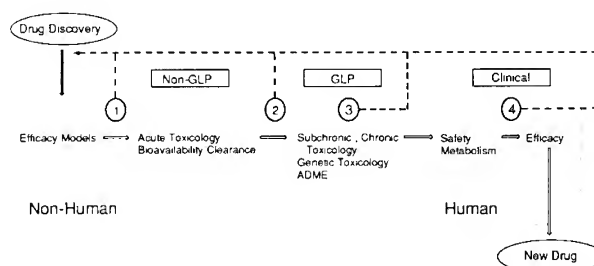 Drug Discovery
Non-GLP
GLP
Clinical
1
2
3
4
Efficacy Models
Acute Toxicology
Bioavailability Clearance
Subchronic, Chronic
Toxicology
Genetic Toxicology
ADME
Safety
Metabolism
Efficacy
Non-Human
Human
New Drug